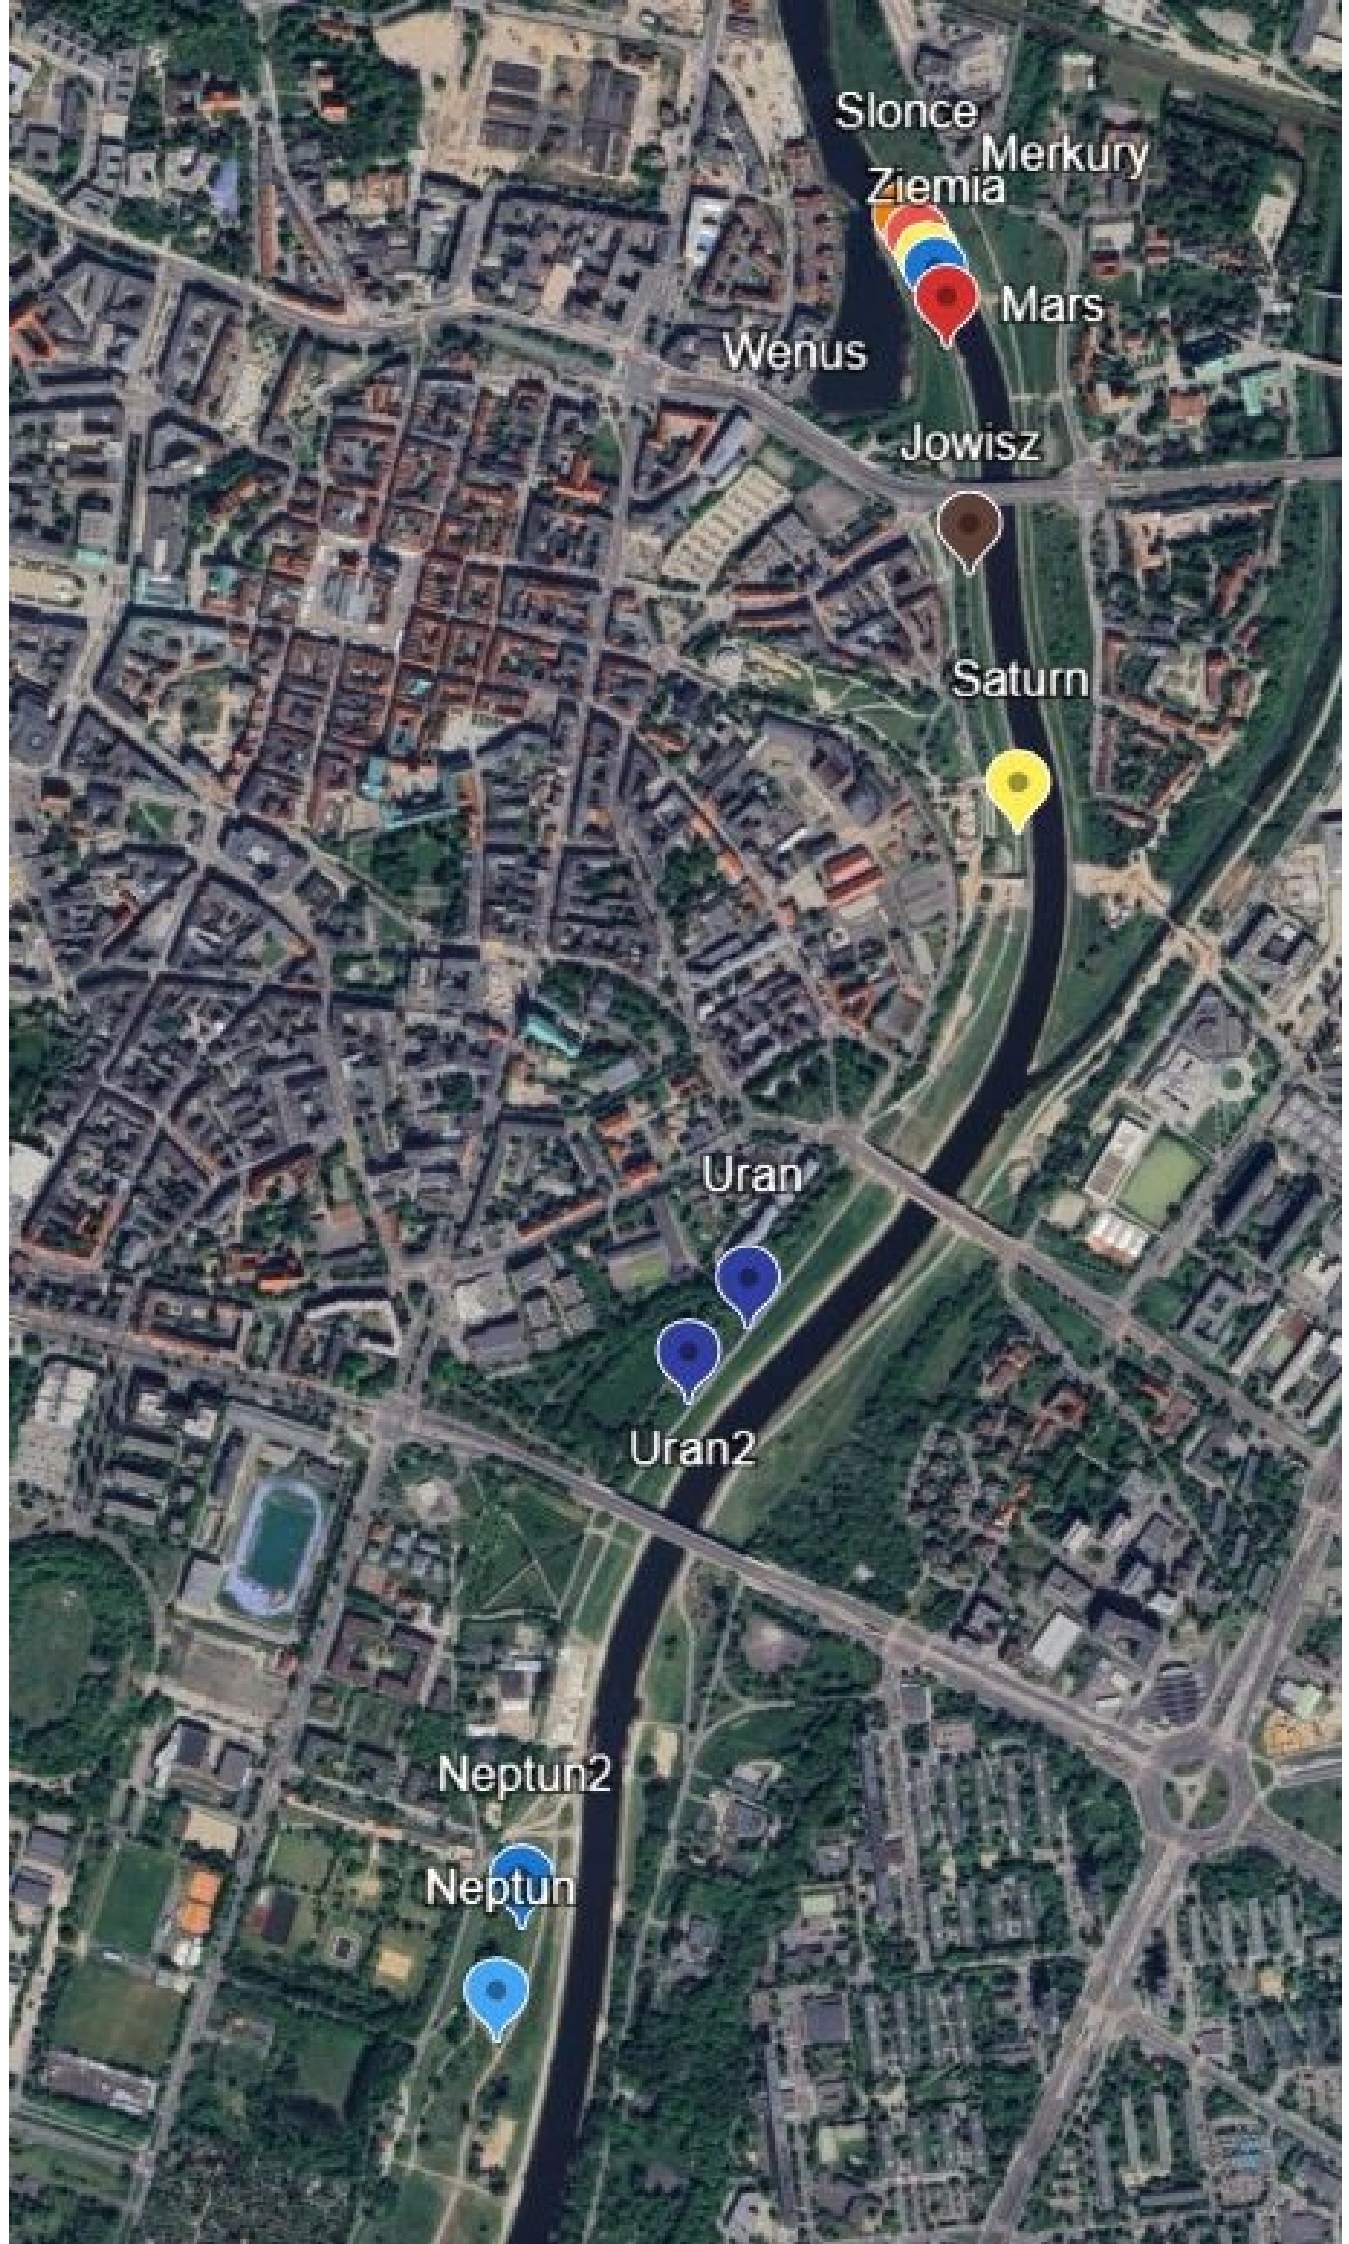 Slonce
Merkury
Ziemia
Mars
Wenus
Jowisz
Saturn
Uran
Uran2
Neptun2
Neptun